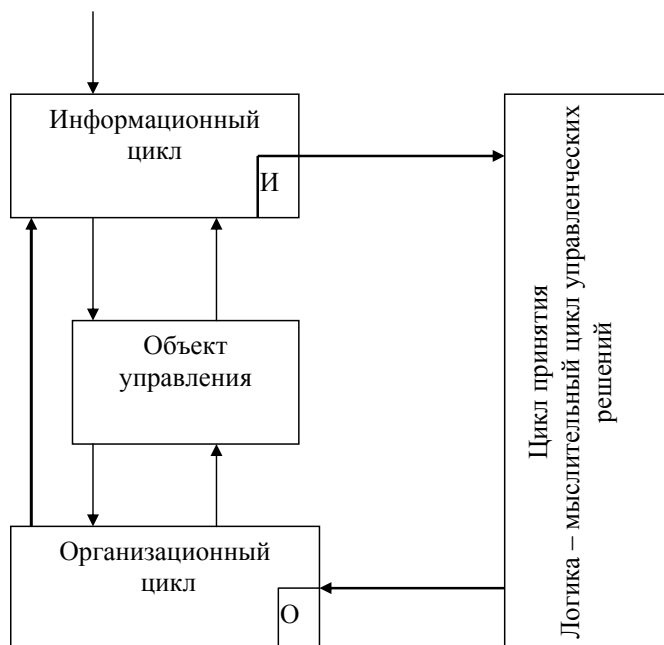 Информационный
цикл
И
Объект
управления
Организационный
цикл
О
Цикл принятия
Логика – мыслительный цикл управленческих
решений